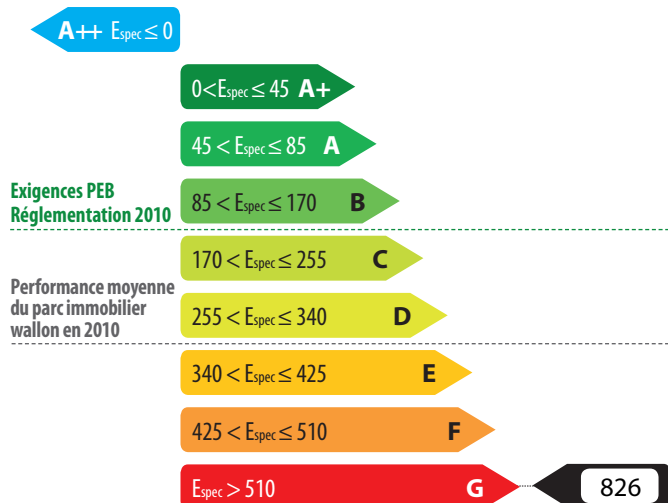 A++ Espec ≤ 0
0<Espec ≤ 45 A+
45 < Espec ≤ 85 A
Exigences PEB
Réglementation 2010
85 < Espec ≤ 170 B
170 < Espec ≤ 255 C
Performance moyenne
du parc immobilier
wallon en 2010
255 < Espec ≤ 340 D
340 < Espec ≤ 425 E
425 < Espec ≤ 510 F
Espec > 510 G 826